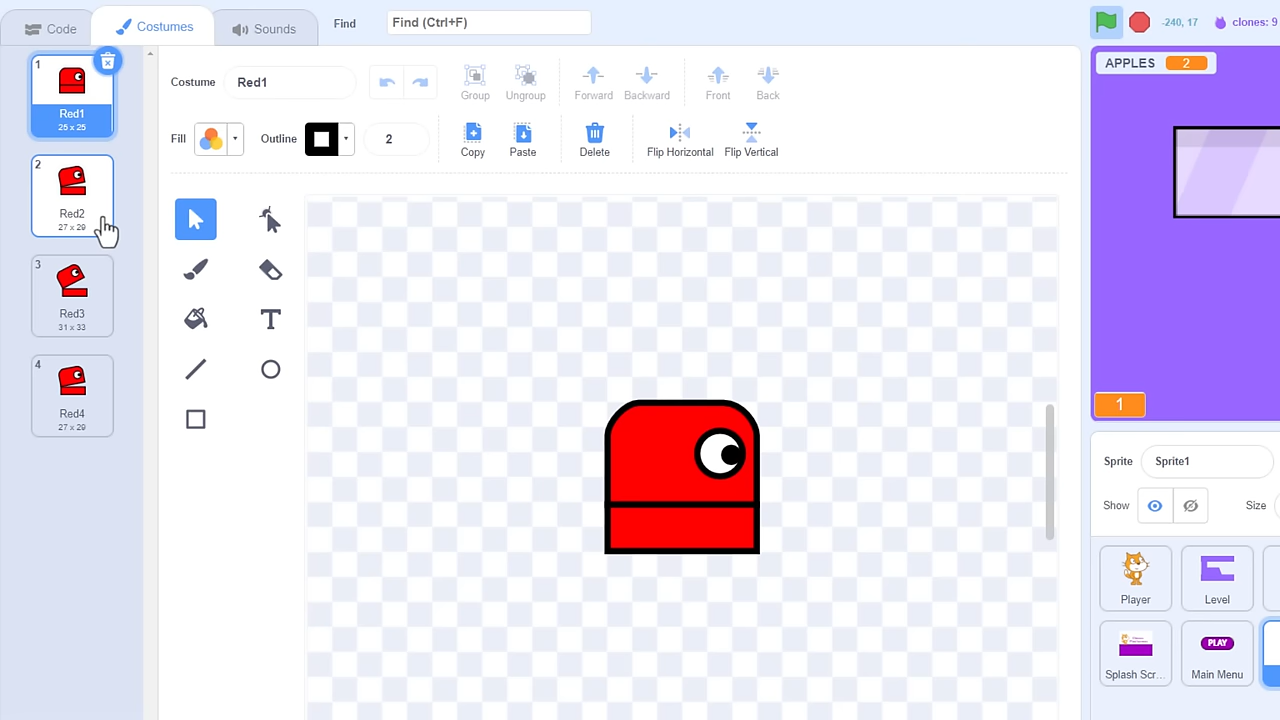 Code
Costumes
Sounds
Find
Find (Ctrl+F)
-240, 17
clones: 9
1
Red1
25 x 25
2
Red2
27 x 29
3
Red3
31 x 33
4
Red4
27 x 29
Costume
Red1
Group
Ungroup
Forward
Backward
Front
Back
Fill
Outline
2
Copy
Paste
Delete
Flip Horizontal
Flip Vertical
APPLES 2
1
Sprite
Sprite1
Show
Size
Player
Level
Splash Scr...
PLAY
Main Menu